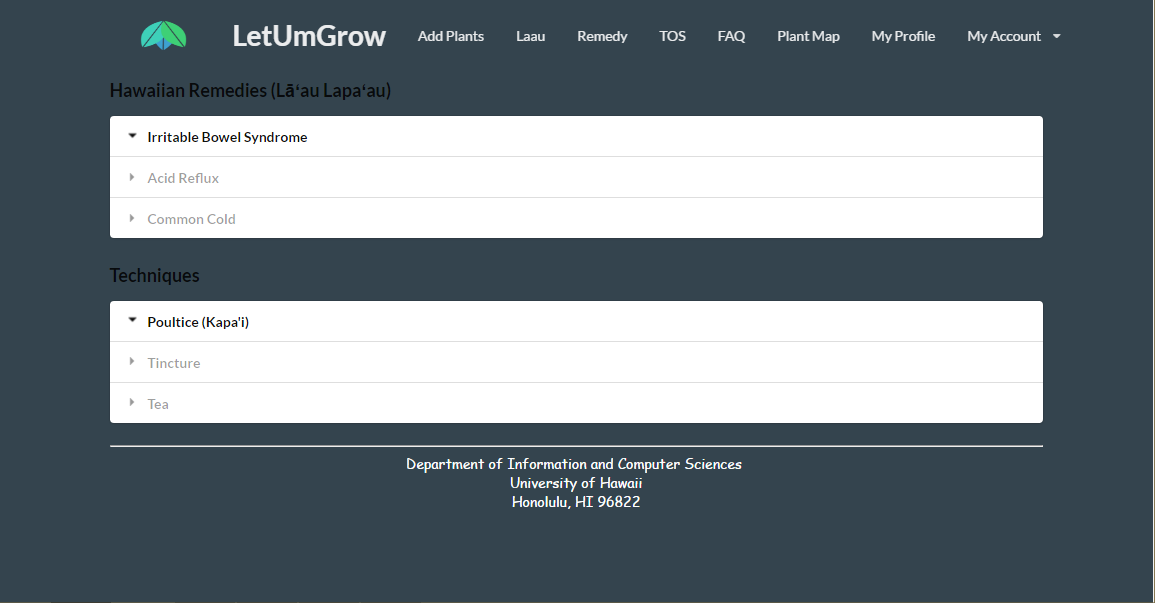 LetUmGrow Add Plants Laau Remedy TOS FAQ Plant Map My Profile My Account
Hawaiian Remedies (Lāʻau Lapaʻau)
Irritable Bowel Syndrome
Acid Reflux
Common Cold
Techniques
Poultice (Kapa'i)
Tincture
Tea
Department of Information and Computer Sciences
University of Hawaii
Honolulu, HI 96822